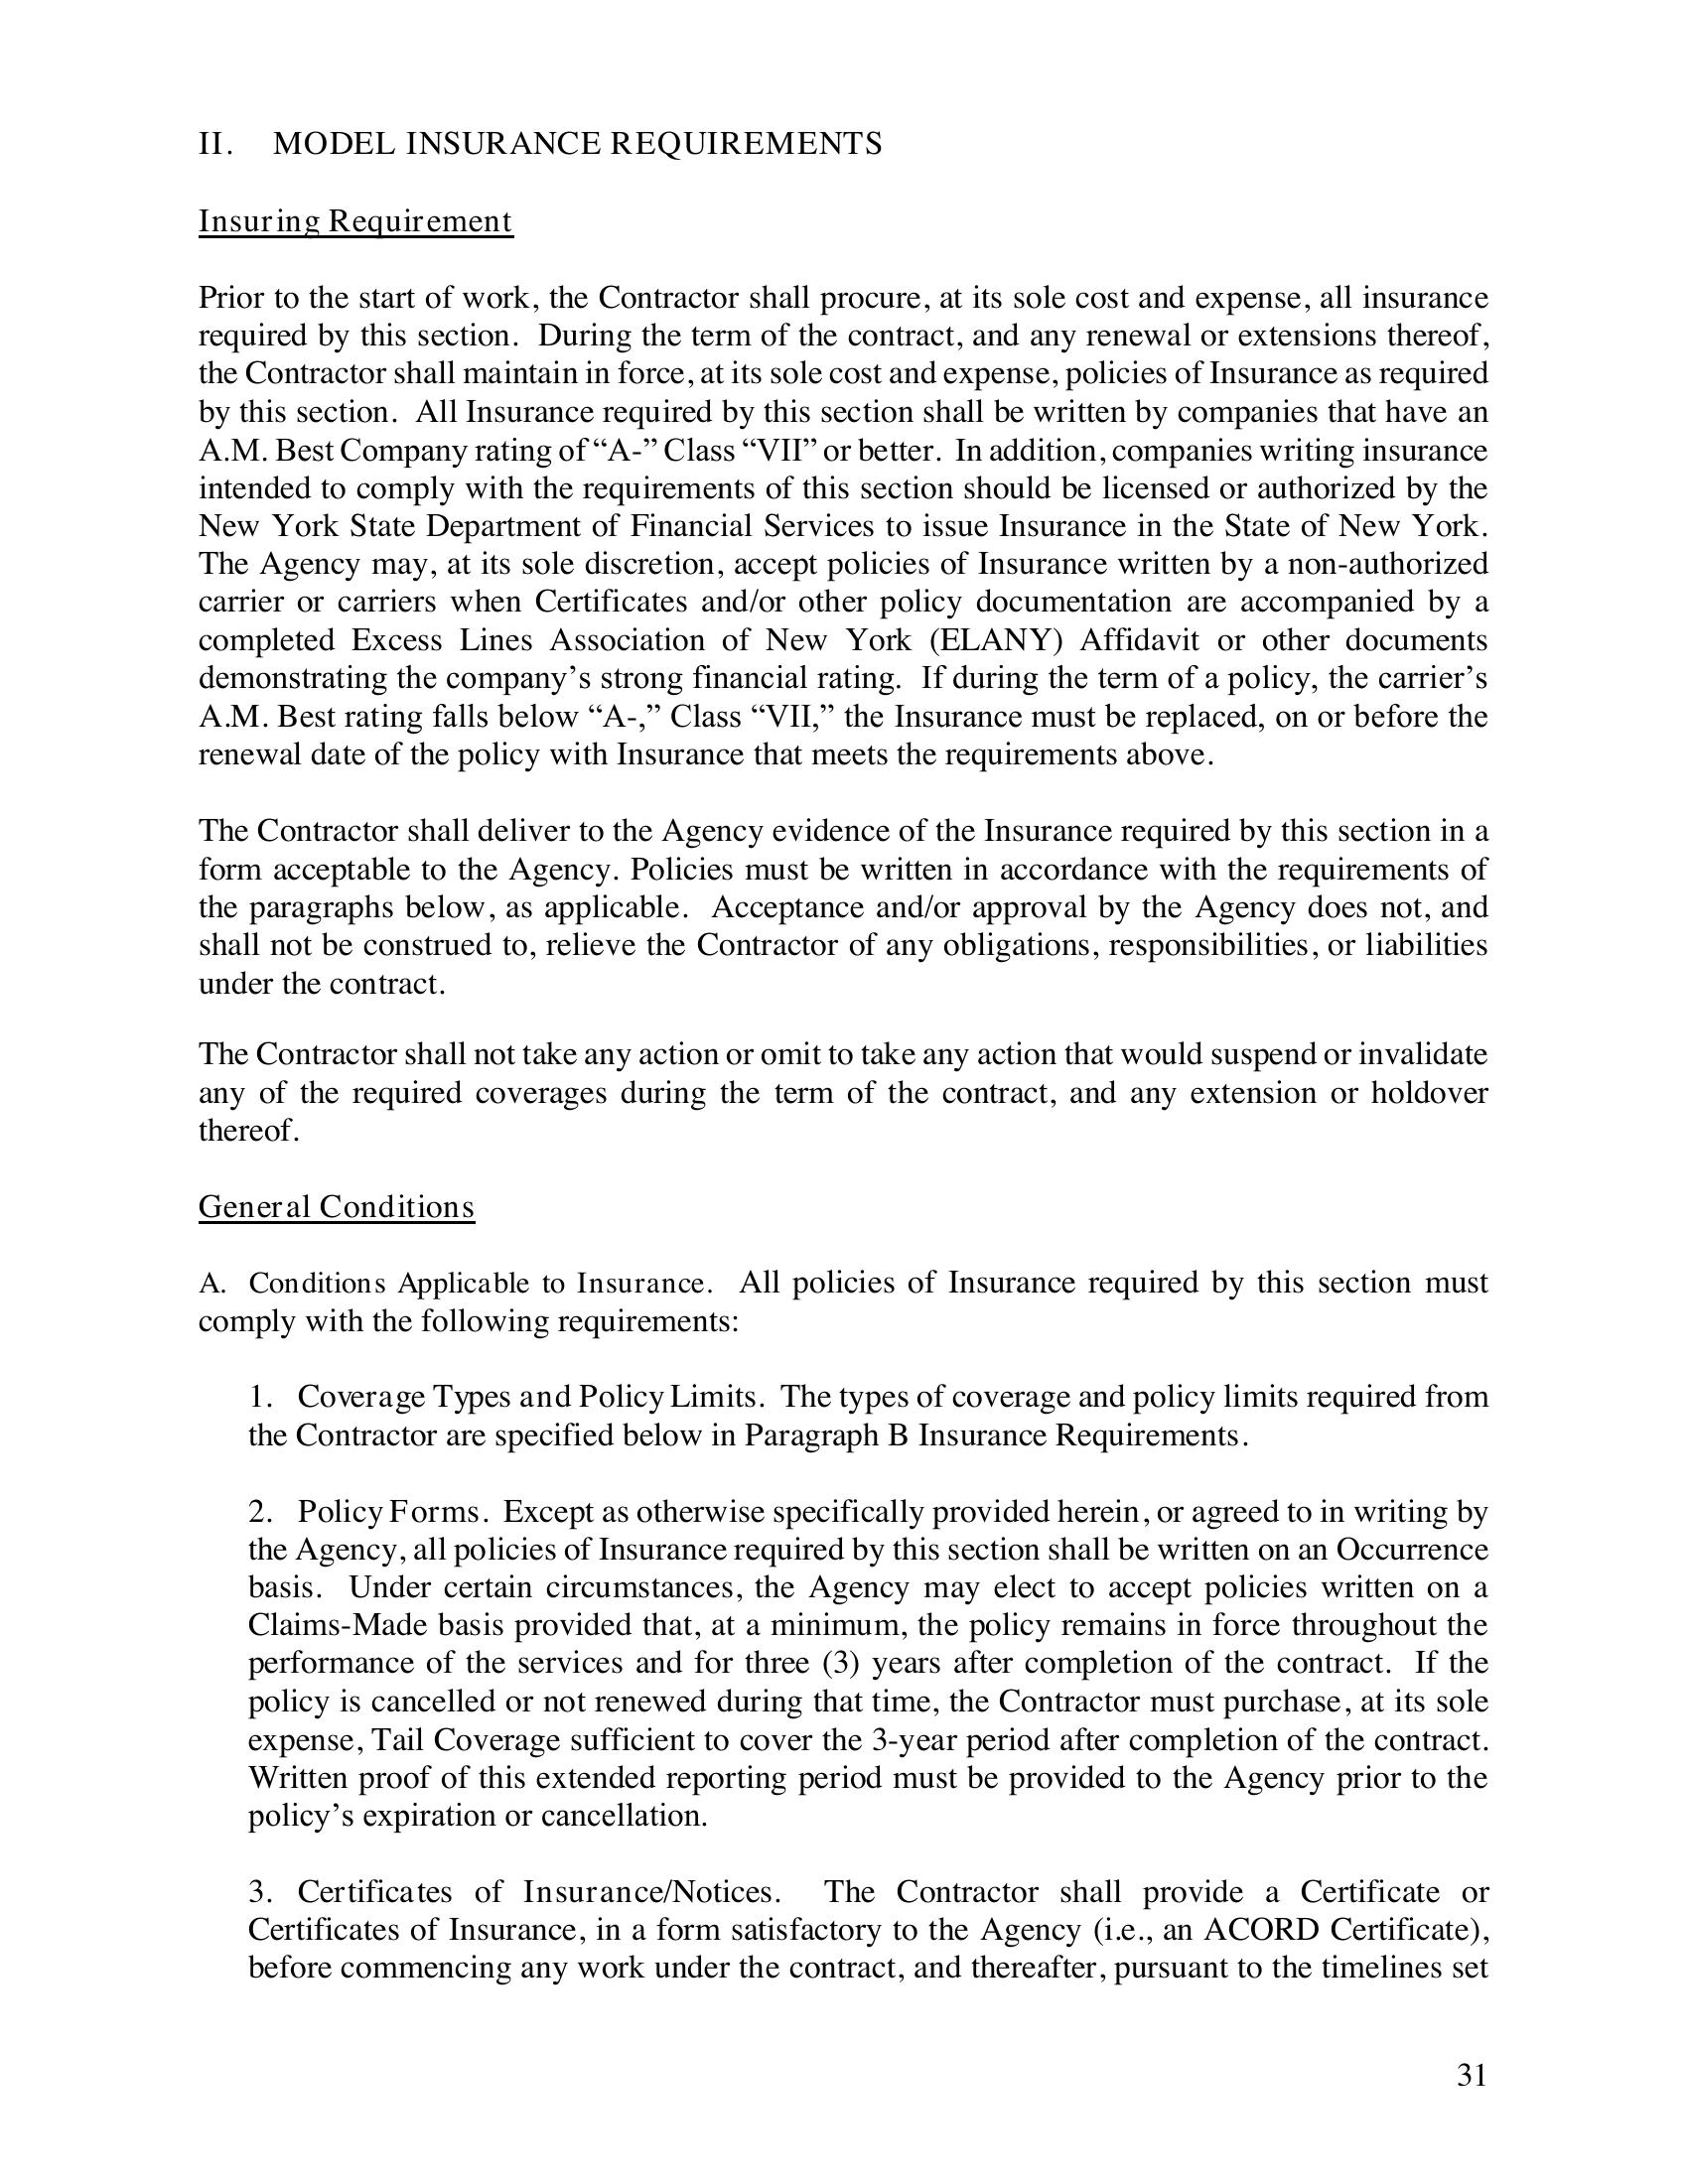 II. MODEL INSURANCE REQUIREMENTS
Insuring Requirement
Prior to the start of work, the Contractor shall procure, at its sole cost and expense, all insurance
required by this section. During the term of the contract, and any renewal or extensions thereof,
the Contractor shall maintain in force, at its sole cost and expense, policies of Insurance as required
by this section. All Insurance required by this section shall be written by companies that have an
A.M. Best Company rating of “A-” Class “VII” or better. In addition, companies writing insurance
intended to comply with the requirements of this section should be licensed or authorized by the
New York State Department of Financial Services to issue Insurance in the State of New York.
The Agency may, at its sole discretion, accept policies of Insurance written by a non-authorized
carrier or carriers when Certificates and/or other policy documentation are accompanied by a
completed Excess Lines Association of New York (ELANY) Affidavit or other documents
demonstrating the company’s strong financial rating. If during the term of a policy, the carrier’s
A.M. Best rating falls below “A-,” Class “VII,” the Insurance must be replaced, on or before the
renewal date of the policy with Insurance that meets the requirements above.
The Contractor shall deliver to the Agency evidence of the Insurance required by this section in a
form acceptable to the Agency. Policies must be written in accordance with the requirements of
the paragraphs below, as applicable. Acceptance and/or approval by the Agency does not, and
shall not be construed to, relieve the Contractor of any obligations, responsibilities, or liabilities
under the contract.
The Contractor shall not take any action or omit to take any action that would suspend or invalidate
any of the required coverages during the term of the contract, and any extension or holdover
thereof.
General Conditions
A. Conditions Applicable to Insurance. All policies of Insurance required by this section must
comply with the following requirements:
1. Coverage Types and Policy Limits. The types of coverage and policy limits required from
the Contractor are specified below in Paragraph B Insurance Requirements.
2. Policy Forms. Except as otherwise specifically provided herein, or agreed to in writing by
the Agency, all policies of Insurance required by this section shall be written on an Occurrence
basis. Under certain circumstances, the Agency may elect to accept policies written on a
Claims-Made basis provided that, at a minimum, the policy remains in force throughout the
performance of the services and for three (3) years after completion of the contract. If the
policy is cancelled or not renewed during that time, the Contractor must purchase, at its sole
expense, Tail Coverage sufficient to cover the 3-year period after completion of the contract.
Written proof of this extended reporting period must be provided to the Agency prior to the
policy’s expiration or cancellation.
3. Certificates of Insurance/Notices. The Contractor shall provide a Certificate or
Certificates of Insurance, in a form satisfactory to the Agency (i.e., an ACORD Certificate),
before commencing any work under the contract, and thereafter, pursuant to the timelines set
31